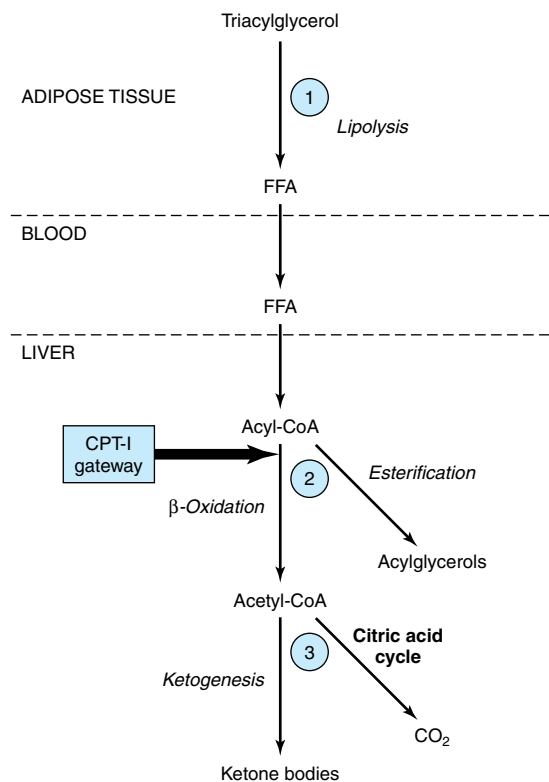 Triacylglycerol
ADIPOSE TISSUE
1
Lipolysis
FFA
BLOOD
FFA
LIVER
Acyl-CoA
CPT-I
gateway
2
Esterification
β-Oxidation
Acylglycerols
Acetyl-CoA
Citric acid
cycle
3
Ketogenesis
CO₂
Ketone bodies